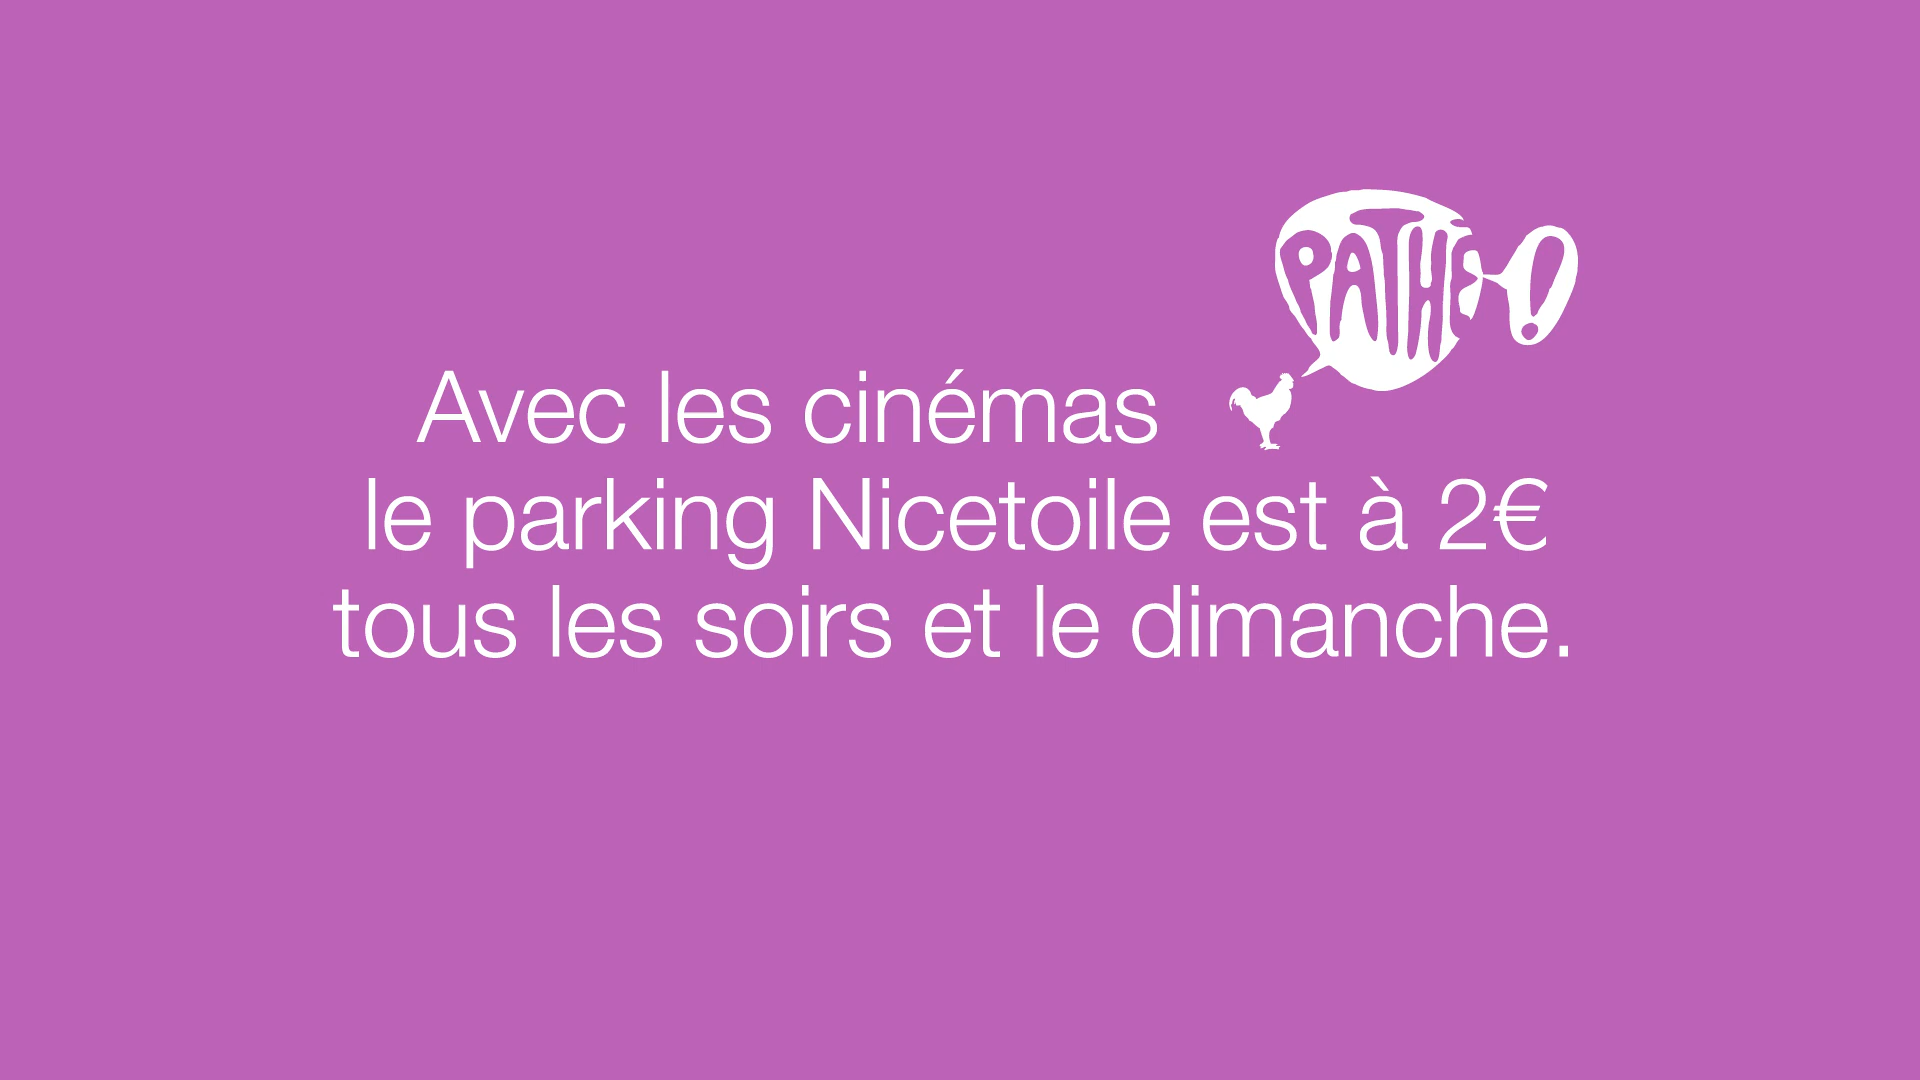 PATHE!
Avec les cinémas
le parking Nicetoile est à 2€
tous les soirs et le dimanche.